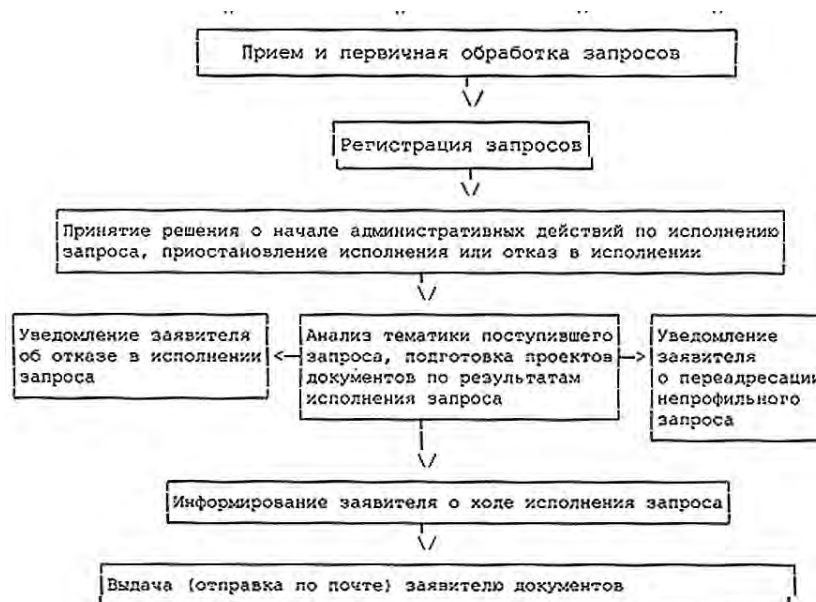 Прием и первичная обработка запросов
Регистрация запросов
Принятие решения о начале административных действий по исполнению
запроса, приостановление исполнения или отказ в исполнении
Уведомление заявителя
об отказе в исполнении
запроса
Анализ тематики поступившего
запроса, подготовка проектов
документов по результатам
исполнения запроса
Уведомление
заявителя
о переадресации
непрофильного
запроса
Информирование заявителя о ходе исполнения запроса
Выдача (отправка по почте) заявителю документов